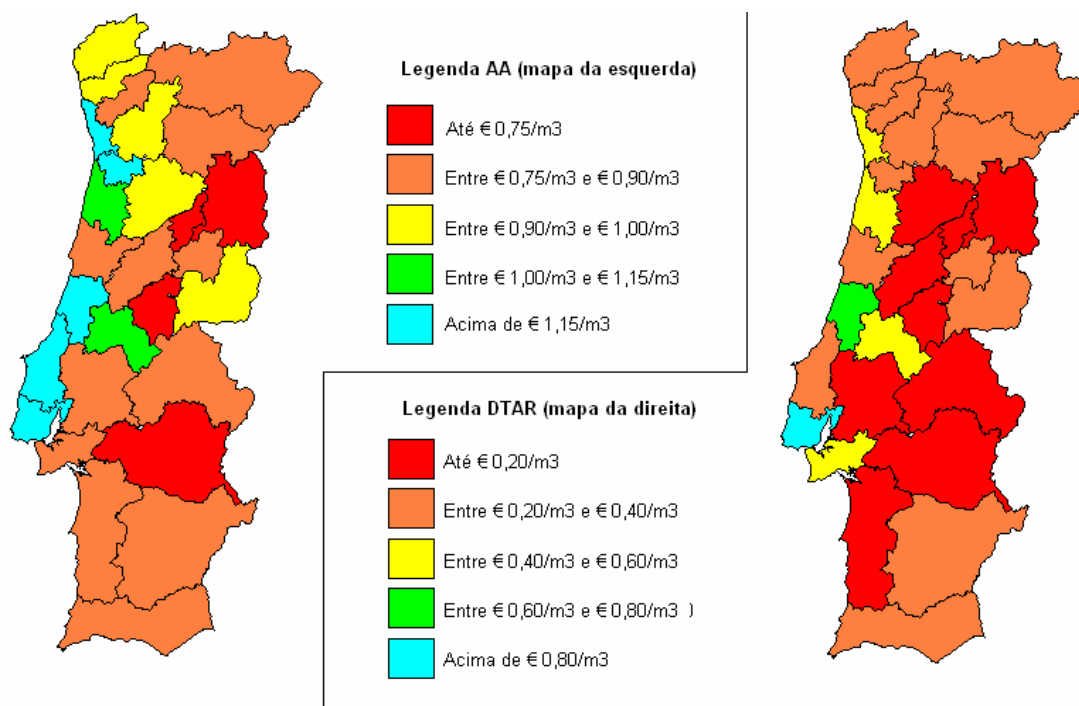 Legenda AA (mapa da esquerda)
Até € 0,75/m3
Entre € 0,75/m3 e € 0,90/m3
Entre € 0,90/m3 e € 1,00/m3
Entre € 1,00/m3 e € 1,15/m3
Acima de € 1,15/m3
Legenda DTAR (mapa da direita)
Até € 0,20/m3
Entre € 0,20/m3 e € 0,40/m3
Entre € 0,40/m3 e € 0,60/m3
Entre € 0,60/m3 e € 0,80/m3 )
Acima de € 0,80/m3